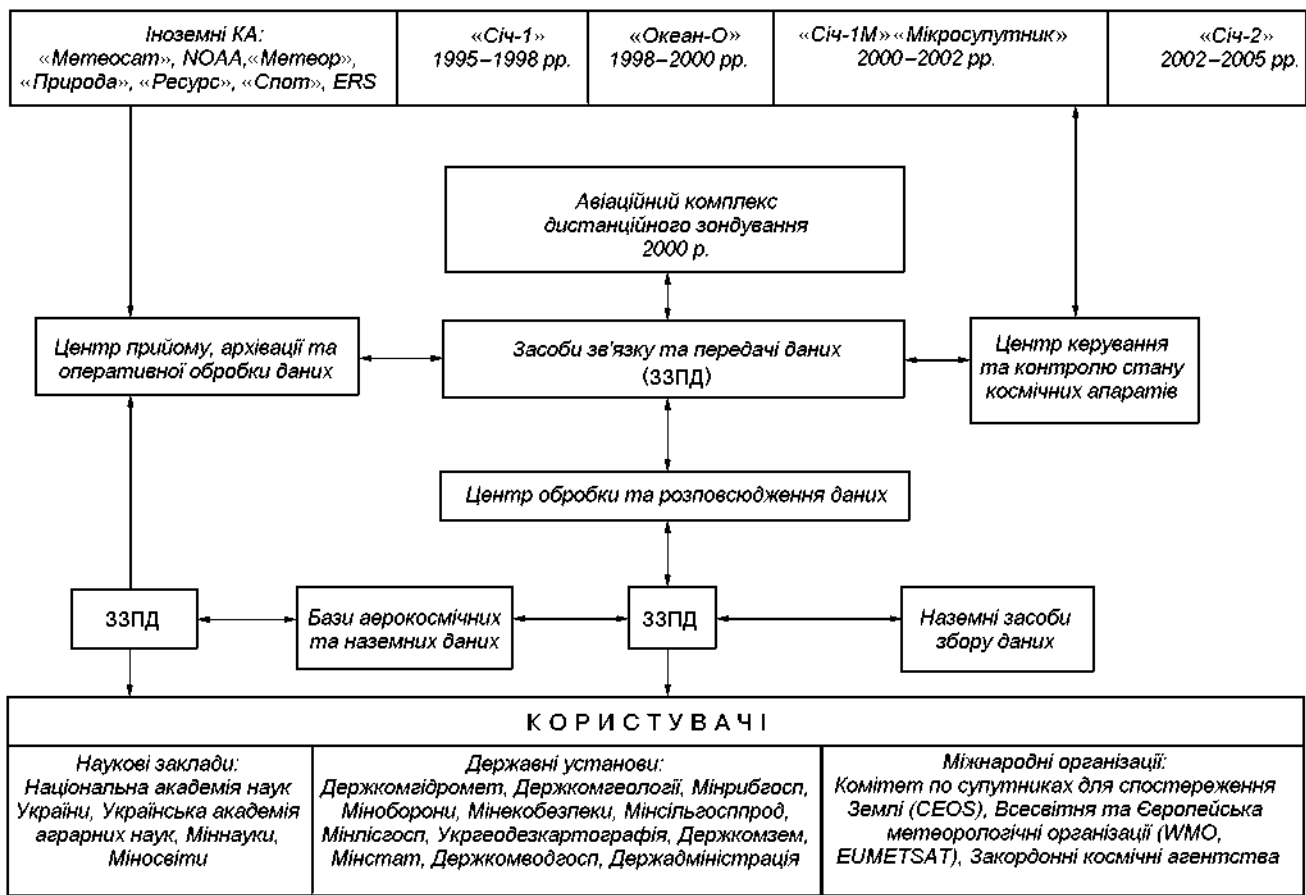 Іноземні КА:
«Метеосат», NOAA,«Метеор»,
«Природа», «Ресурс», «Спот», ERS
«Січ-1»
1995–1998 рр.
«Океан-О»
1998–2000 рр.
«Січ-1М»«Мікросупутник»
2000–2002 рр.
«Січ-2»
2002–2005 рр.
Авіаційний комплекс
дистанційного зондування
2000 р.
Центр прийому, архівації та
оперативної обробки даних
Засоби зв'язку та передачі даних
(ЗЗПД)
Центр керування
та контролю стану
космічних апаратів
Центр обробки та розповсюдження даних
ЗЗПД
Бази аерокосмічних
та наземних даних
ЗЗПД
Наземні засоби
збору даних
КОРИСТУВАЧІ
Наукові заклади:
Національна академія наук
України, Українська академія
аграрних наук, Міннауки,
Міносвіти
Державні установи:
Держкомгідромет, Держкомгеології, Мінрибгосп,
Міноборони, Мінекобезпеки, Мінсільгосппрод,
Мінлісгосп, Укргеодезкартографія, Держкомзем,
Мінстат, Держкомводгосп, Держадміністрація
Міжнародні організації:
Комітет по супутниках для спостереження
Землі (CEOS), Всесвітня та Європейська
метеорологічні організації (WMO,
EUMETSAT), Закордонні космічні агентства